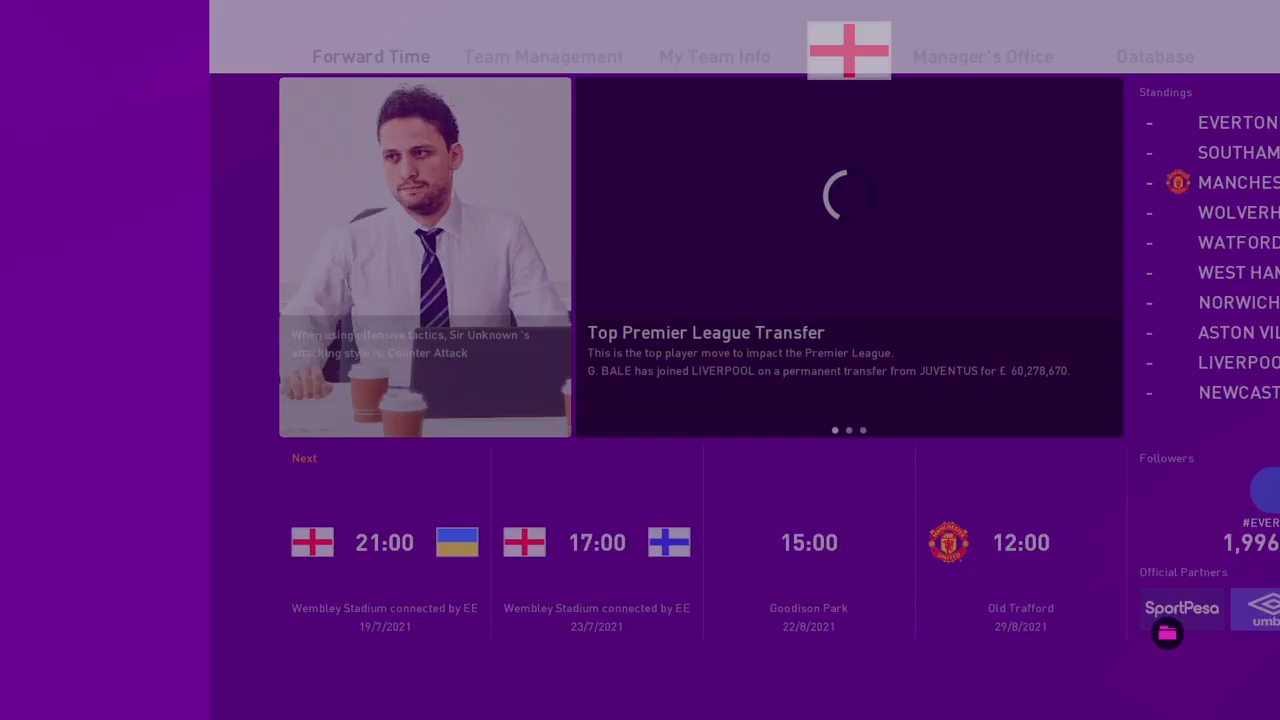 Forward Time
Team Management
My Team Info
Manager's Office
Database
When using offensive tactics, Sir Unknown 's
attacking style is: Counter Attack
Top Premier League Transfer
This is the top player move to impact the Premier League.
G. BALE has joined LIVERPOOL on a permanent transfer from JUVENTUS for £ 60,278,670.
Standings
- EVERTON
- SOUTHAM
- MANCHES
- WOLVERH
- WATFORD
- WEST HAM
- NORWICH
- ASTON VIL
- LIVERPOO
- NEWCAST
Next
21:00
Wembley Stadium connected by EE
19/7/2021
17:00
Wembley Stadium connected by EE
23/7/2021
15:00
Goodison Park
22/8/2021
12:00
Old Trafford
29/8/2021
Followers
#EVER
1,996
Official Partners
SportPesa
umb